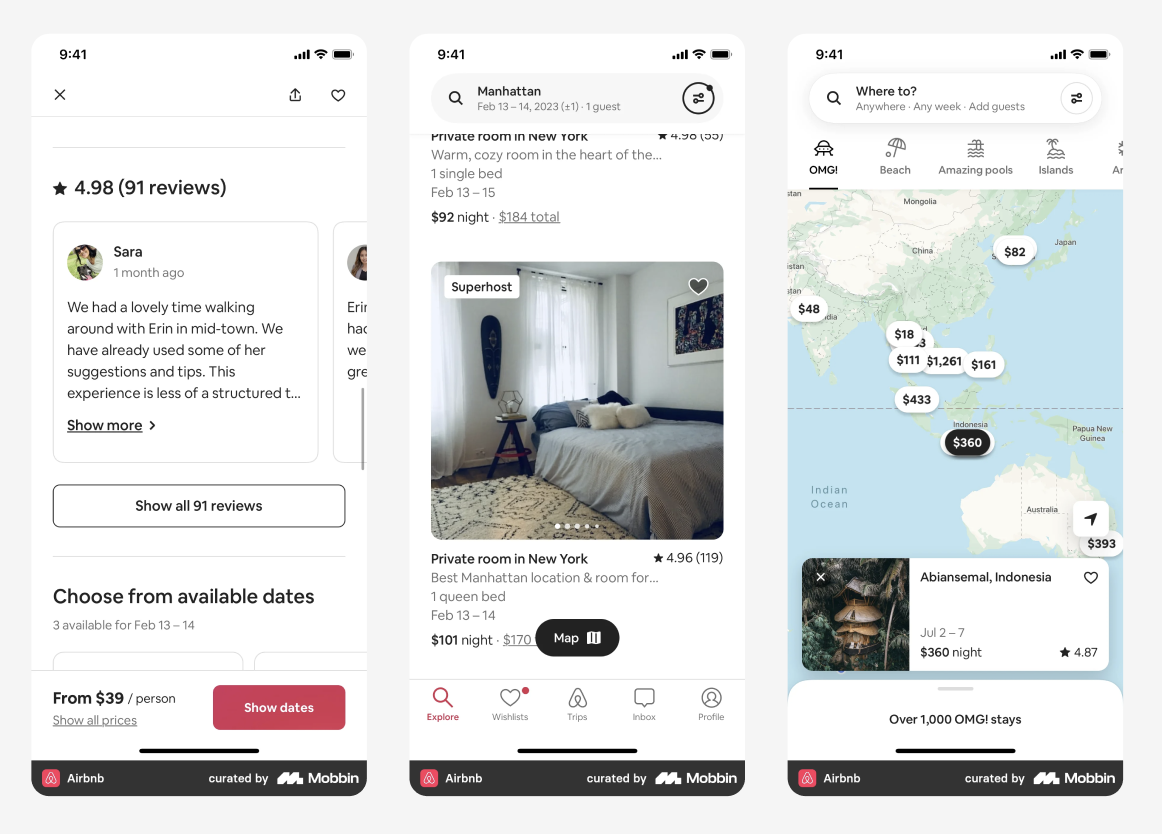 9:41
4.98 (91 reviews)
Sara
1 month ago
We had a lovely time walking
around with Erin in mid-town. We
have already used some of her
suggestions and tips. This
experience is less of a structured t...
Show more
Erin
had
we
gre
Show all 91 reviews
Choose from available dates
3 available for Feb 13 – 14
From $39 / person
Show all prices
Show dates
Airbnb
curated by Mobbin
9:41
Manhattan
Feb 13 – 14, 2023 (±1) · 1 guest
Private room in New York
4.98 (55)
Warm, cozy room in the heart of the...
1 single bed
Feb 13 – 15
$92 night · $184 total
Superhost
Private room in New York
4.96 (119)
Best Manhattan location & room for...
1 queen bed
Feb 13 – 14
$101 night · $170
Map
Explore
Wishlists
Trips
Inbox
Profile
Airbnb
curated by Mobbin
9:41
Where to?
Anywhere · Any week · Add guests
OMG!
Beach
Amazing pools
Islands
stan
Mongolia
China
Japan
$82
stan
stan
$48
dia
$18
$111
$1,261
$161
$433
Indonesia
$360
Papua New
Guinea
Indian
Ocean
Australia
$393
Abiansemal, Indonesia
Jul 2 – 7
$360 night
4.87
Over 1,000 OMG! stays
Airbnb
curated by Mobbin